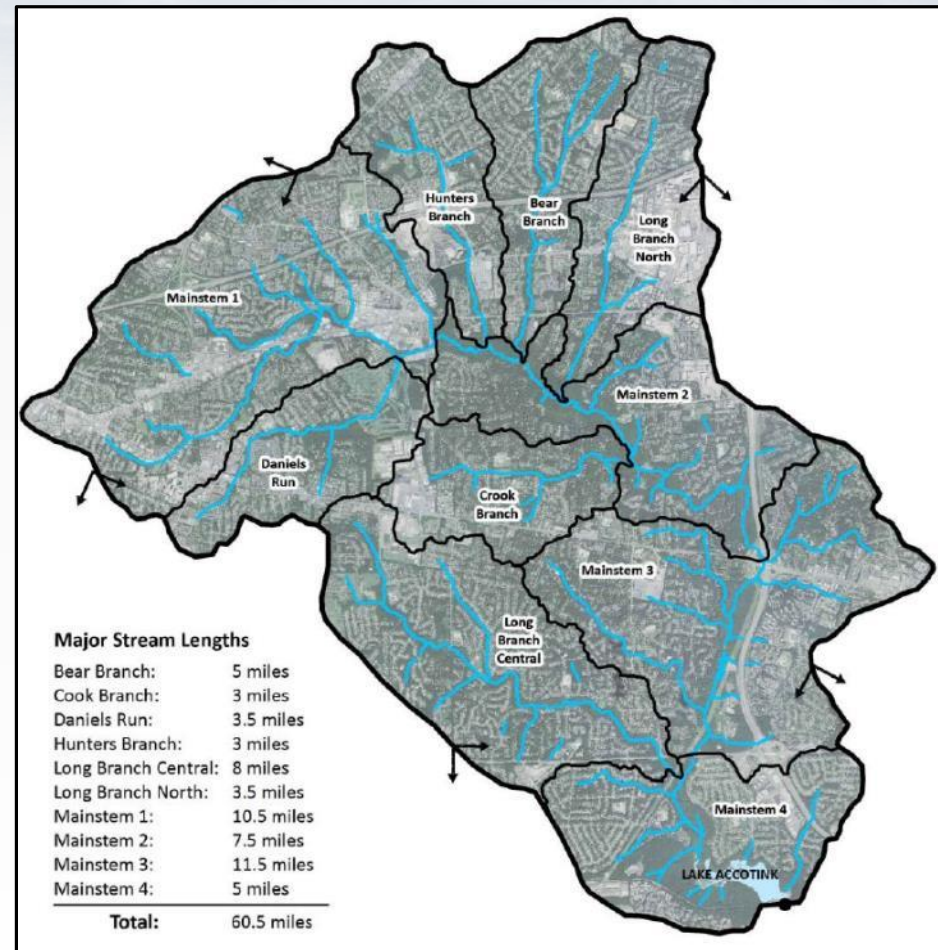 Hunters
Branch
Bear
Branch
Long
Branch
North
Mainstem 1
Mainstem 2
Daniels
Run
Crook
Branch
Mainstem 3
Long
Branch
Central
Mainstem 4
LAKE ACCOTINK
Major Stream Lengths
Bear Branch: 5 miles
Cook Branch: 3 miles
Daniels Run: 3.5 miles
Hunters Branch: 3 miles
Long Branch Central: 8 miles
Long Branch North: 3.5 miles
Mainstem 1: 10.5 miles
Mainstem 2: 7.5 miles
Mainstem 3: 11.5 miles
Mainstem 4: 5 miles
Total: 60.5 miles